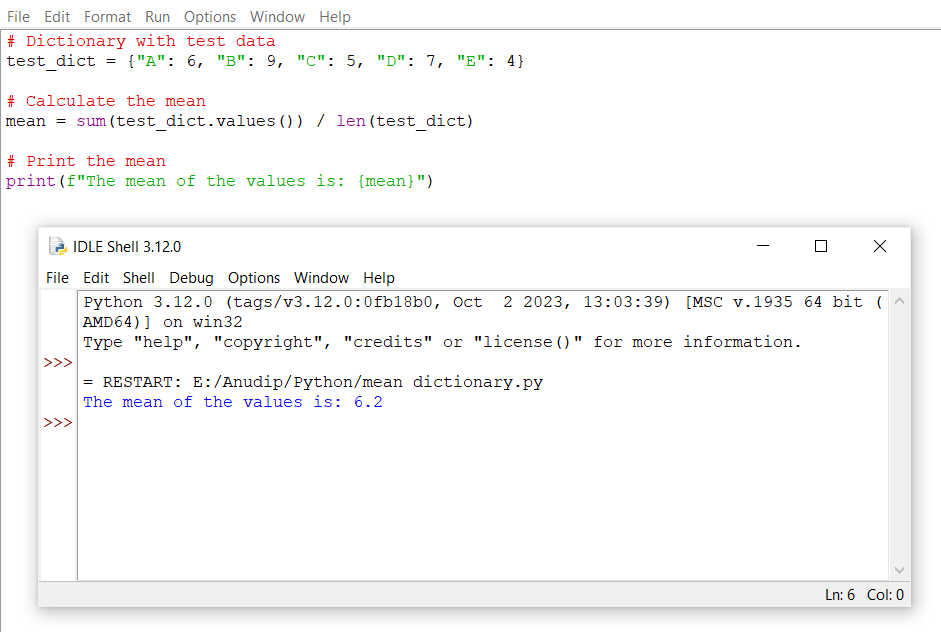 File Edit Format Run Options Window Help
# Dictionary with test data
test_dict = {"A": 6, "B": 9, "C": 5, "D": 7, "E": 4}
# Calculate the mean
mean = sum(test_dict.values()) / len(test_dict)
# Print the mean
print(f"The mean of the values is: {mean}")
IDLE Shell 3.12.0
File Edit Shell Debug Options Window Help
Python 3.12.0 (tags/v3.12.0:0fb18b0, Oct  2 2023, 13:03:39) [MSC v.1935 64 bit (
AMD64)] on win32
Type "help", "copyright", "credits" or "license()" for more information.
>>>
= RESTART: E:/Anudip/Python/mean dictionary.py
The mean of the values is: 6.2
>>>
Ln: 6 Col: 0